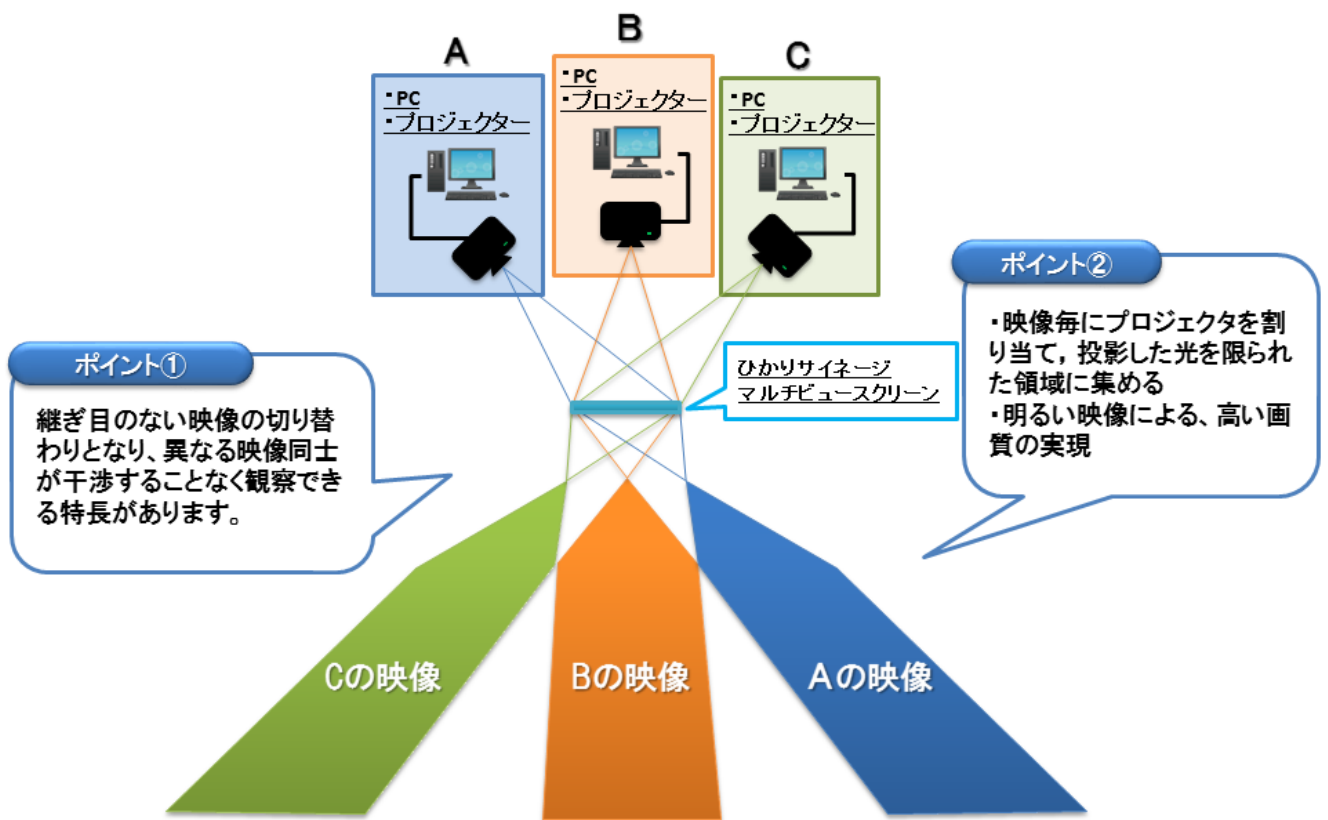 A
B
C
・PC
・プロジェクター
・PC
・プロジェクター
・PC
・プロジェクター
ポイント②
・映像毎にプロジェクタを割
り当て，投影した光を限られ
た領域に集める
・明るい映像による、高い画
質の実現
ポイント①
継ぎ目のない映像の切り替
わりとなり、異なる映像同士
が干渉することなく観察でき
る特長があります。
ひかりサイネージ
マルチビュースクリーン
Cの映像
Bの映像
Aの映像